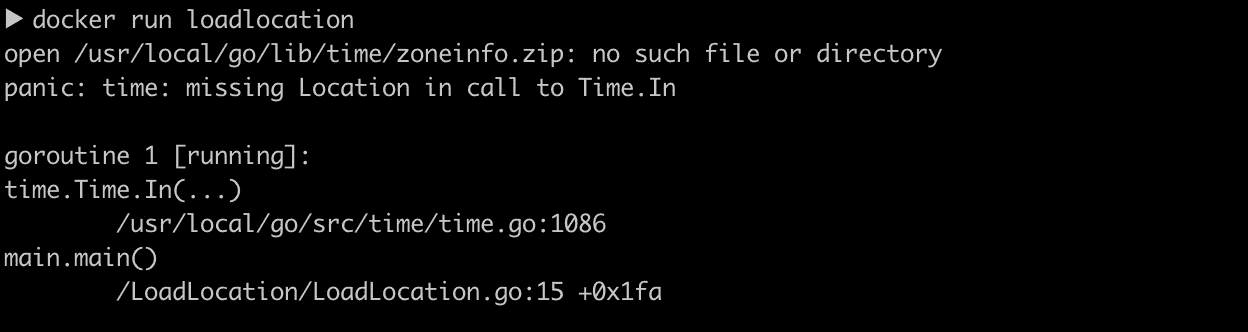 ▶ docker run loadlocation
open /usr/local/go/lib/time/zoneinfo.zip: no such file or directory
panic: time: missing Location in call to Time.In

goroutine 1 [running]:
time.Time.In(...)
        /usr/local/go/src/time/time.go:1086
main.main()
        /LoadLocation/LoadLocation.go:15 +0x1fa